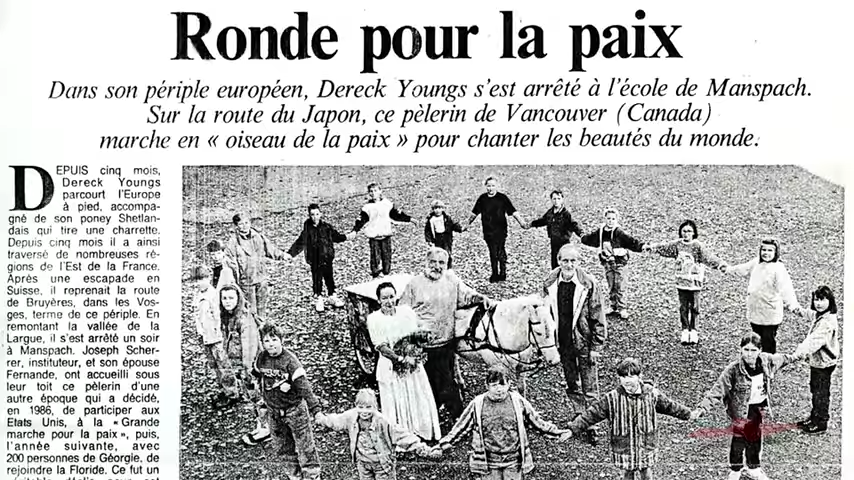 Ronde pour la paix
Dans son périple européen, Dereck Youngs s'est arrêté à l'école de Manspach.
Sur la route du Japon, ce pèlerin de Vancouver (Canada)
marche en « oiseau de la paix » pour chanter les beautés du monde.
DEPUIS cinq mois,
Dereck Youngs
parcourt l'Europe
à pied, accompa-
gné de son poney Shetlan-
dais qui tire une charrette.
Depuis cinq mois il a ainsi
traversé de nombreuses ré-
gions de l'Est de la France.
Après une escapade en
Suisse, il reprenait la route
de Bruyères, dans les Vos-
ges, terme de ce périple. En
remontant la vallée de la
Largue, il s'est arrêté un soir
à Manspach. Joseph Scher-
rer, instituteur, et son épouse
Fernande, ont accueilli sous
leur toit ce pèlerin d'une
autre époque qui a décidé,
en 1986, de participer aux
Etats Unis, à la « Grande
marche pour la paix », puis,
l'année suivante, avec
200 personnes de Géorgie, de
rejoindre la Floride. Ce fut un